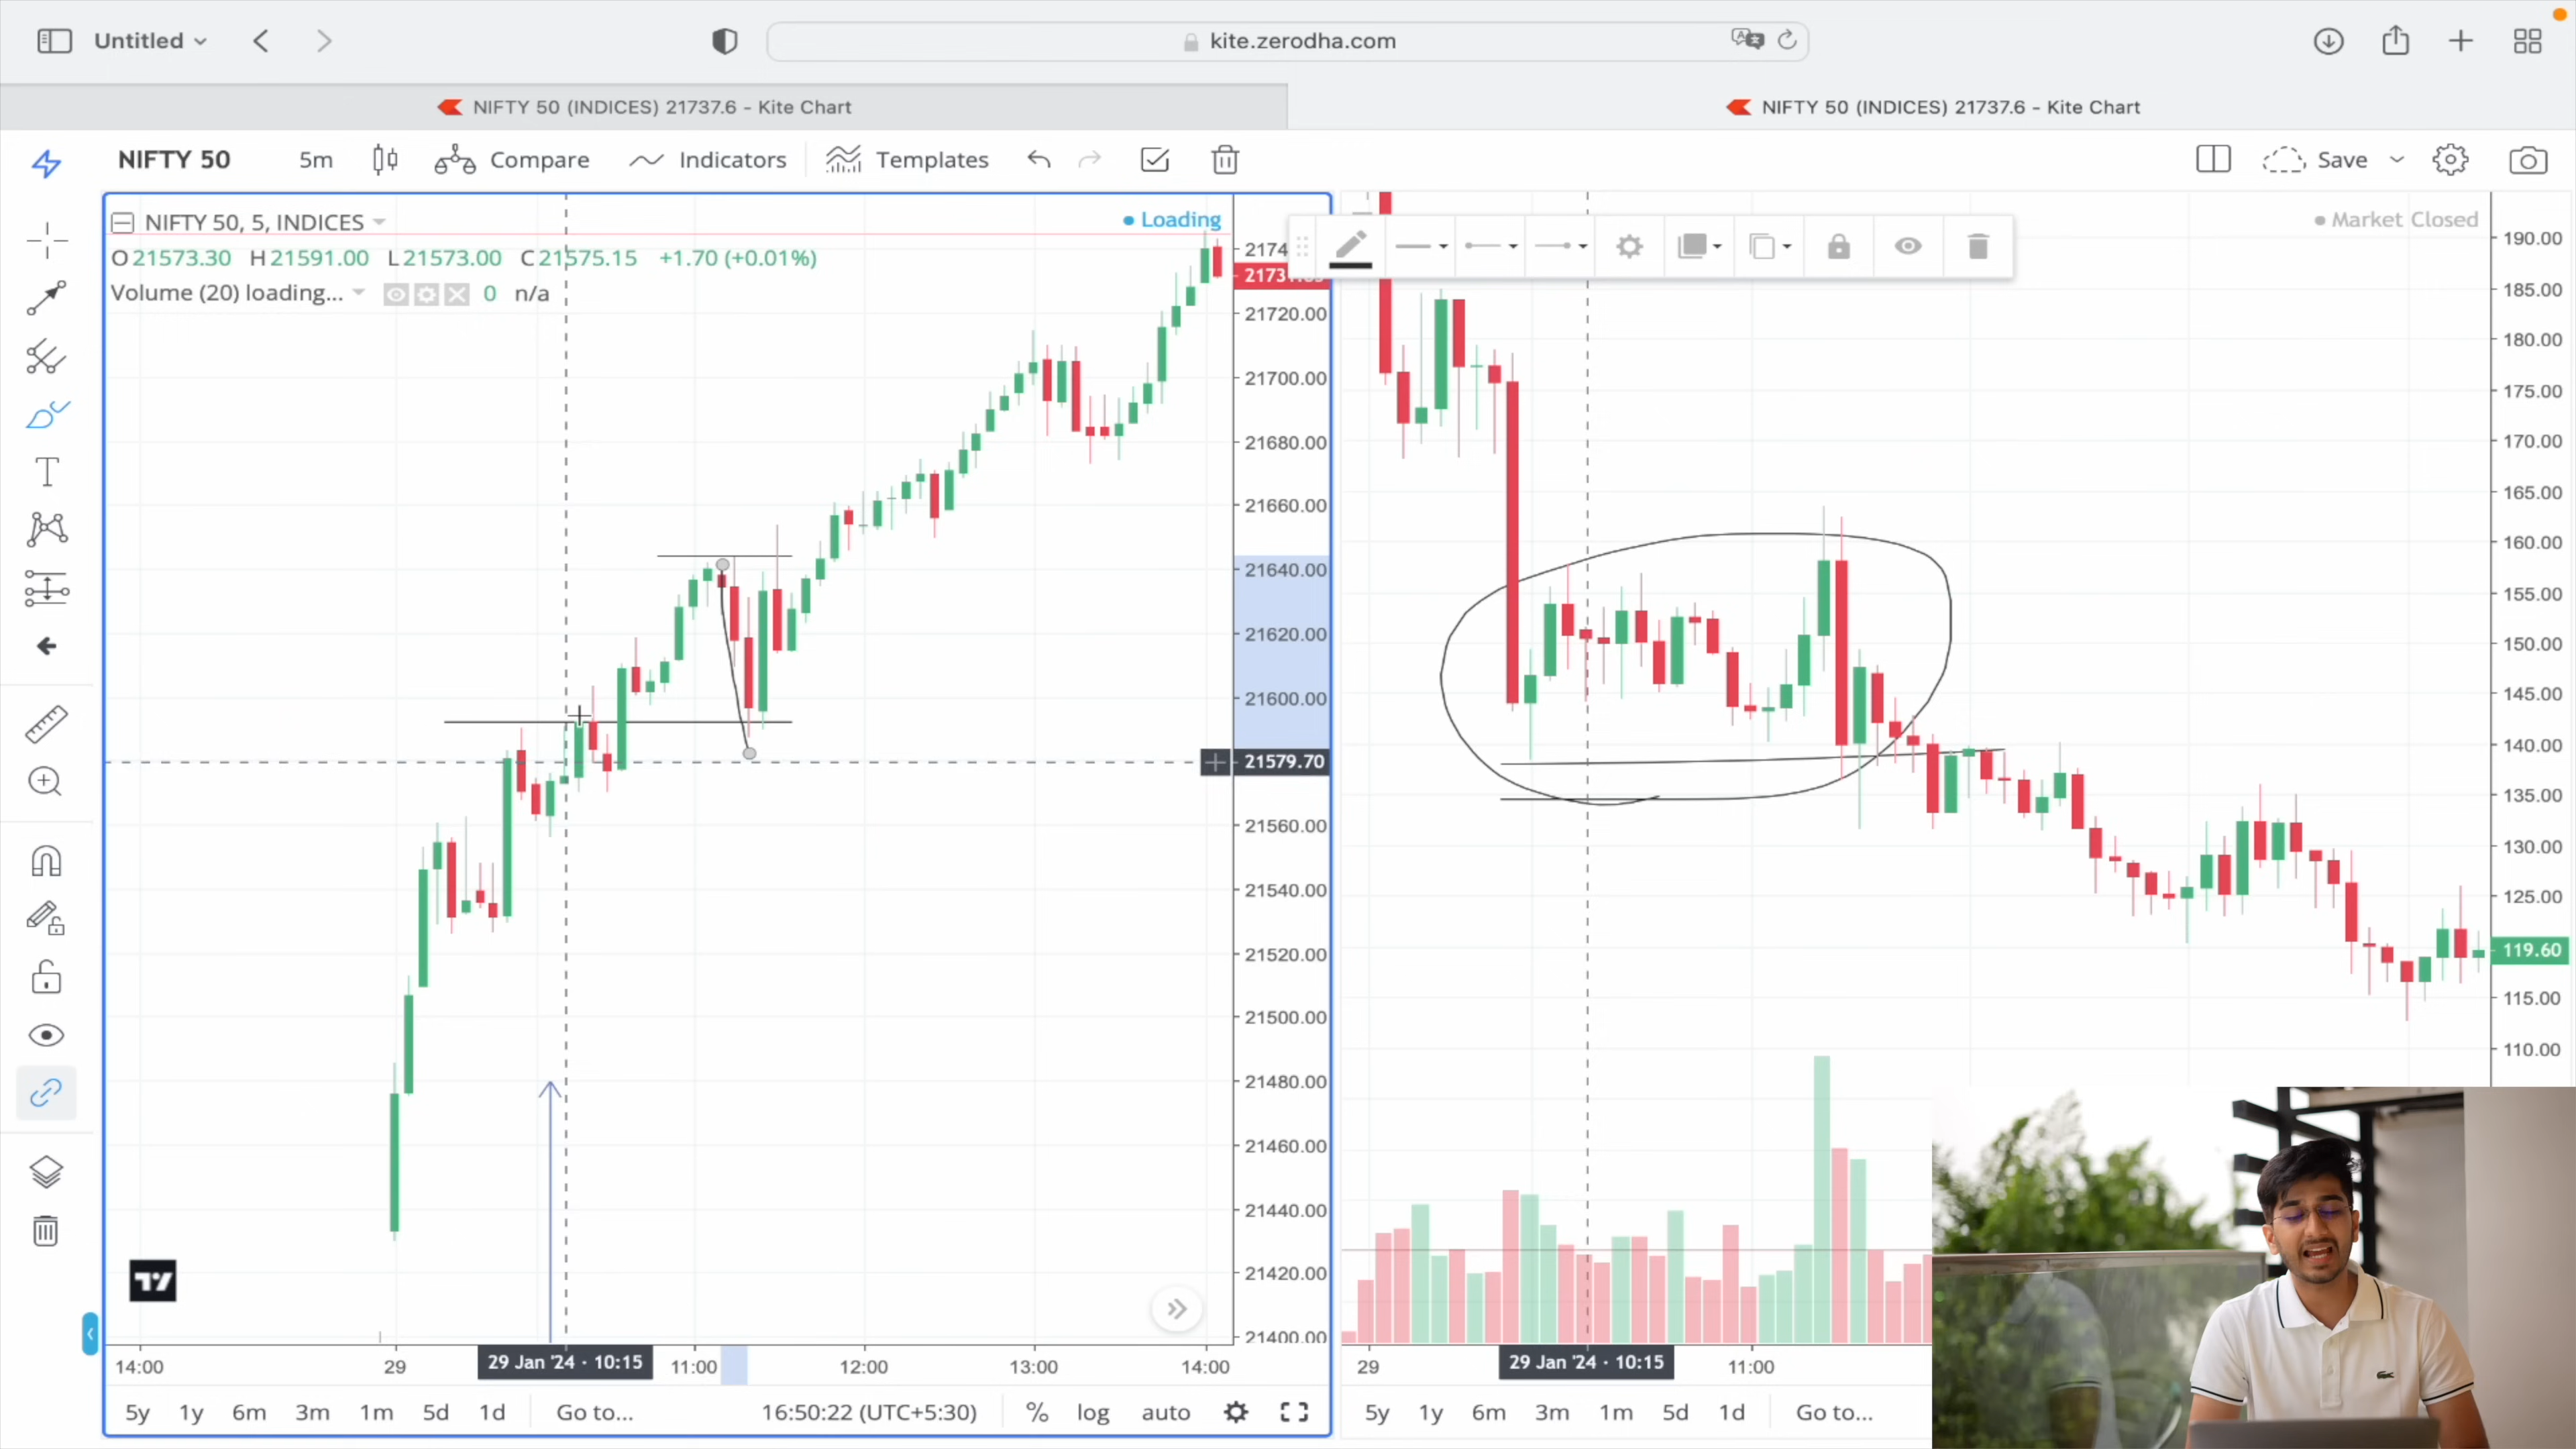 Untitled
kite.zerodha.com
NIFTY 50 (INDICES) 21737.6 - Kite Chart
NIFTY 50 (INDICES) 21737.6 - Kite Chart
NIFTY 50 5m Compare Indicators Templates Save
NIFTY 50, 5, INDICES
Loading
O21573.30 H21591.00 L21573.00 C21575.15 +1.70 (+0.01%)
Volume (20) loading... 0 n/a
21720.00
21700.00
21680.00
21660.00
21640.00
21620.00
21600.00
21579.70
21560.00
21540.00
21520.00
21500.00
21480.00
21460.00
21440.00
21420.00
21400.00
14:00 29 29 Jan '24 · 10:15 11:00 12:00 13:00 14:00
5y 1y 6m 3m 1m 5d 1d Go to... 16:50:22 (UTC+5:30) % log auto
Market Closed
190.00
185.00
180.00
175.00
170.00
165.00
160.00
155.00
150.00
145.00
140.00
135.00
130.00
125.00
119.60
115.00
110.00
29 29 Jan '24 · 10:15 11:00
5y 1y 6m 3m 1m 5d 1d Go to...